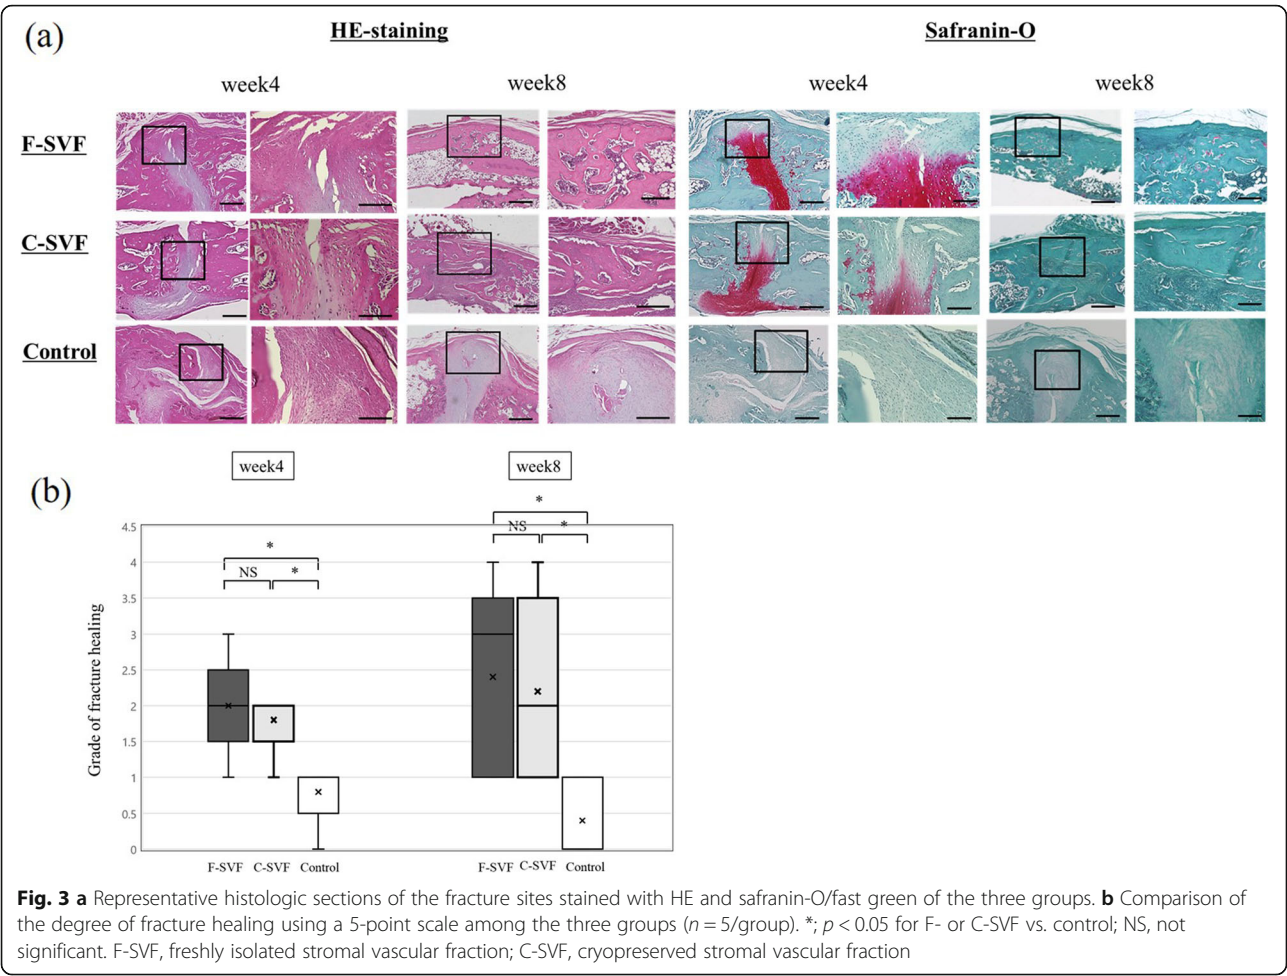 (a)
HE-staining
Safranin-O
week4
week8
week4
week8
F-SVF
C-SVF
Control
(b)
week4
week8
*
NS
*
*
NS
*
Grade of fracture healing
4.5
4
3.5
3
2.5
2
1.5
1
0.5
0
F-SVF C-SVF Control
F-SVF C-SVF Control
Fig. 3 a Representative histologic sections of the fracture sites stained with HE and safranin-O/fast green of the three groups. b Comparison of
the degree of fracture healing using a 5-point scale among the three groups (n = 5/group). *; p < 0.05 for F- or C-SVF vs. control; NS, not
significant. F-SVF, freshly isolated stromal vascular fraction; C-SVF, cryopreserved stromal vascular fraction